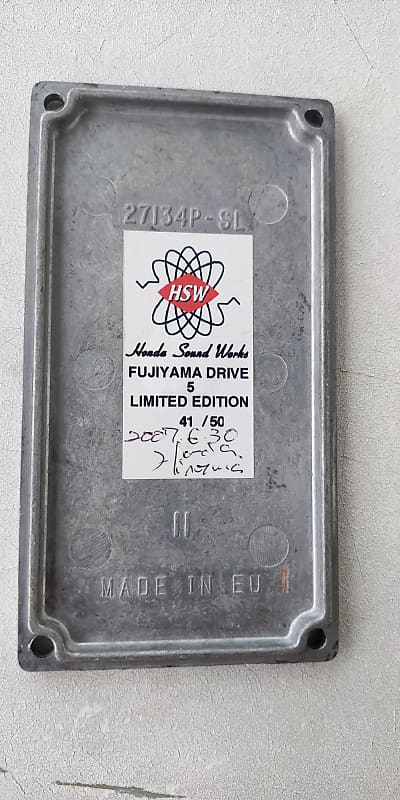 27134P-SL
HSW
Honda Sound Works
FUJIYAMA DRIVE
5
LIMITED EDITION
41 /50
2007.6.30
11
MADE IN EU